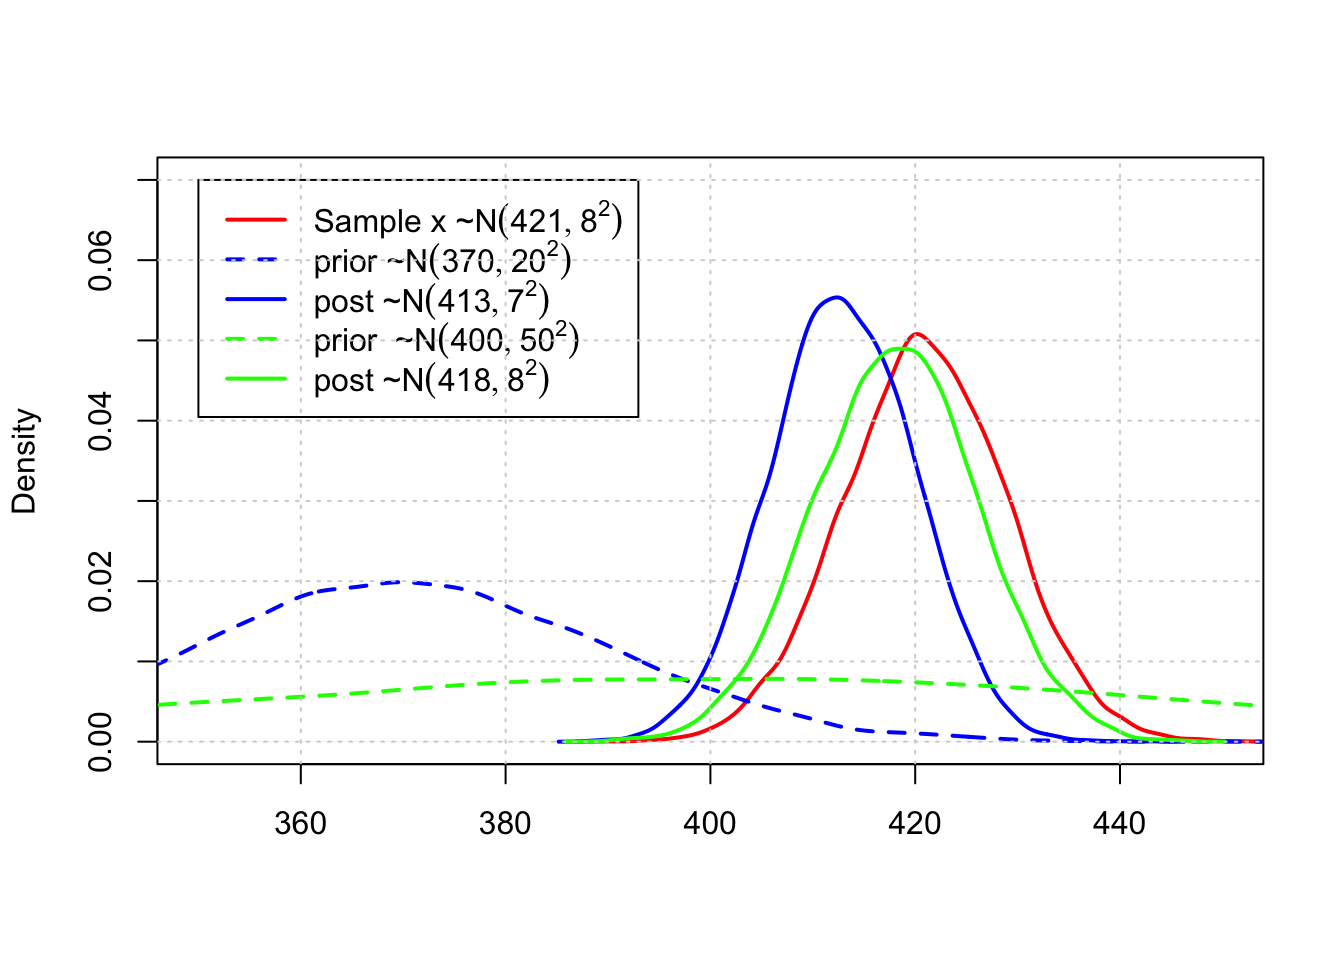 Sample x ~N(421, 8²)
prior ~N(370, 20²)
post ~N(413, 7²)
prior ~N(400, 50²)
post ~N(418, 8²)
Density
0.06
0.04
0.02
0.00
360 380 400 420 440